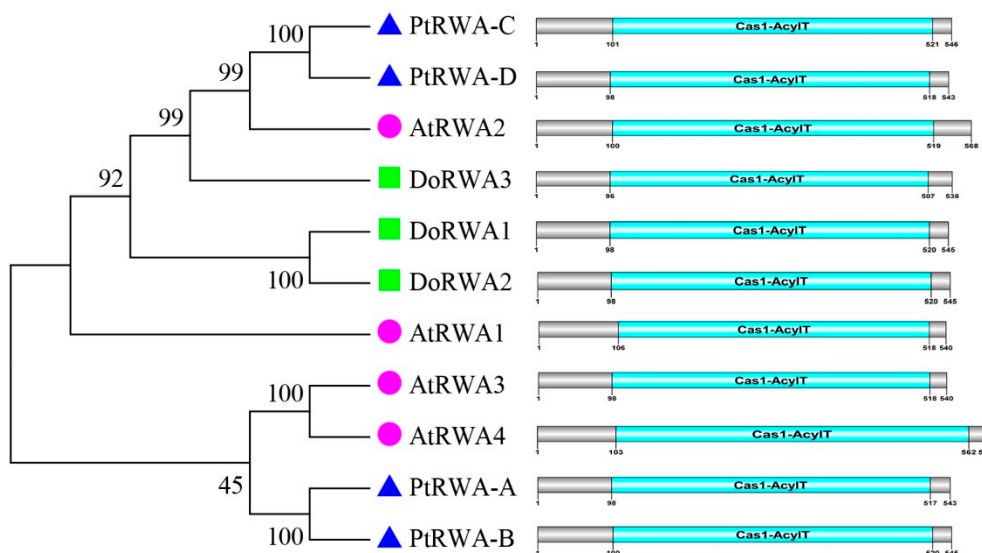 PtRWA-C
Cas1-AcylT
1 101 521 546
100
PtRWA-D
Cas1-AcylT
1 98 518 543
99
AtRWA2
Cas1-AcylT
1 100 519 568
99
DoRWA3
Cas1-AcylT
1 96 507 538
92
DoRWA1
Cas1-AcylT
1 98 520 545
100
DoRWA2
Cas1-AcylT
1 98 520 545
AtRWA1
Cas1-AcylT
1 106 518 540
AtRWA3
Cas1-AcylT
1 98 518 540
100
AtRWA4
Cas1-AcylT
1 103 562
45
PtRWA-A
Cas1-AcylT
1 98 517 543
100
PtRWA-B
Cas1-AcylT